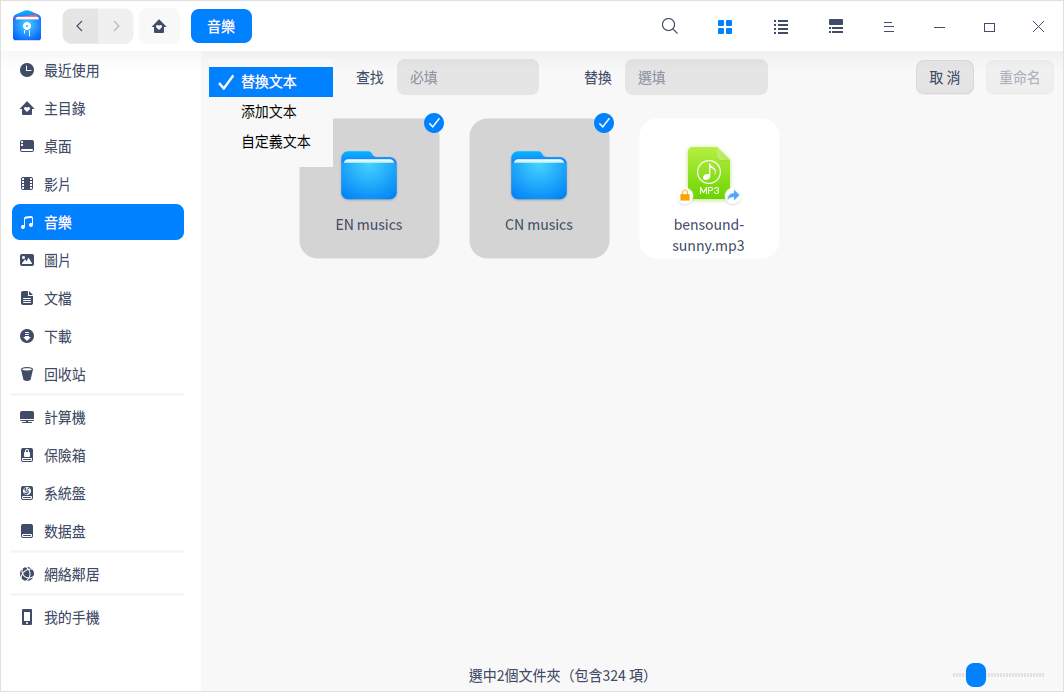 音樂
最近使用
主目錄
桌面
影片
音樂
圖片
文檔
下載
回收站
計算機
保險箱
系統盤
数据盘
網絡鄰居
我的手機
替換文本
添加文本
自定義文本
查找 必填
替換 選填
取 消
重命名
EN musics
CN musics
MP3
bensound-
sunny.mp3
選中2個文件夾（包含324 項）